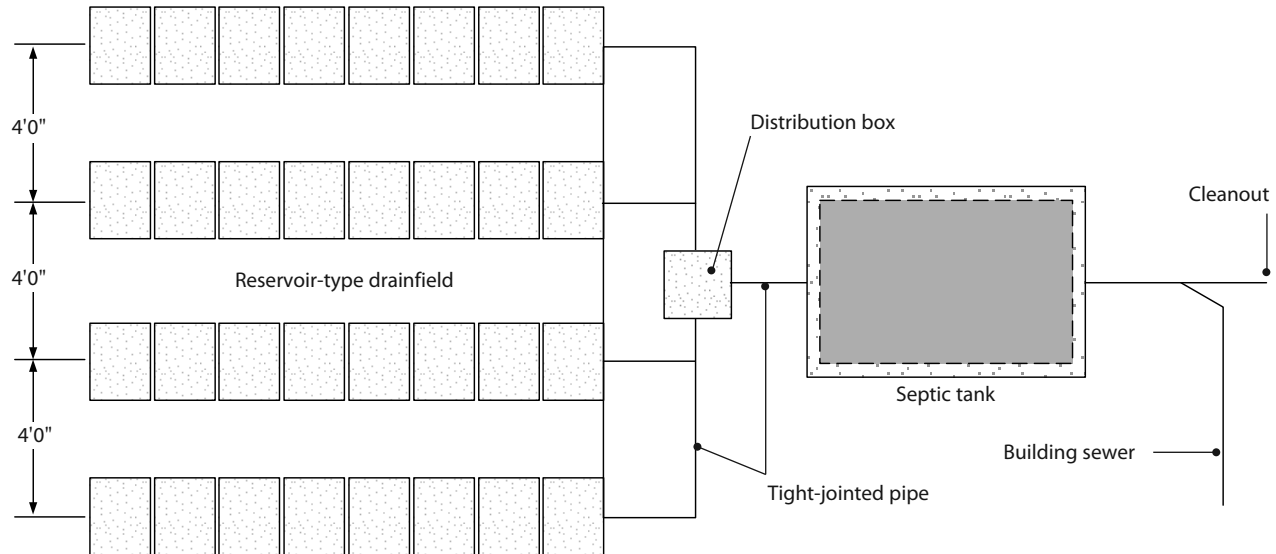 4'0"
Distribution box
Cleanout
4'0"
Reservoir-type drainfield
Septic tank
4'0"
Building sewer
Tight-jointed pipe